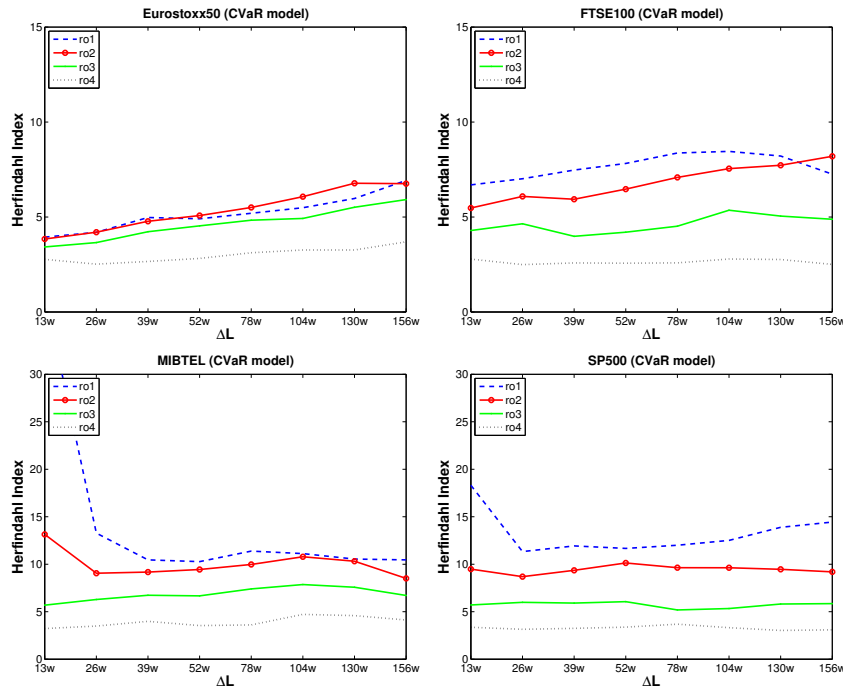 Eurostoxx50 (CVaR model)
15
10
5
0
Herfindahl Index
ro1
ro2
ro3
ro4
13w 26w 39w 52w 78w 104w 130w 156w
ΔL
FTSE100 (CVaR model)
15
10
5
0
Herfindahl Index
ro1
ro2
ro3
ro4
13w 26w 39w 52w 78w 104w 130w 156w
ΔL
MIBTEL (CVaR model)
30
25
20
15
10
5
0
Herfindahl Index
ro1
ro2
ro3
ro4
13w 26w 39w 52w 78w 104w 130w 156w
ΔL
SP500 (CVaR model)
30
25
20
15
10
5
0
Herfindahl Index
ro1
ro2
ro3
ro4
13w 26w 39w 52w 78w 104w 130w 156w
ΔL